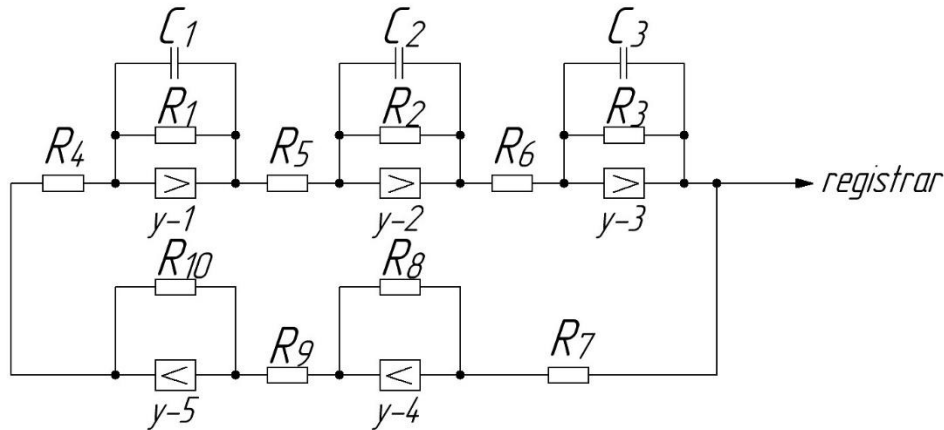 C1 C2 C3
R1 R2 R3
R4 R5 R6
registrar
y-1 y-2 y-3
R10 R8
R9 R7
y-5 y-4